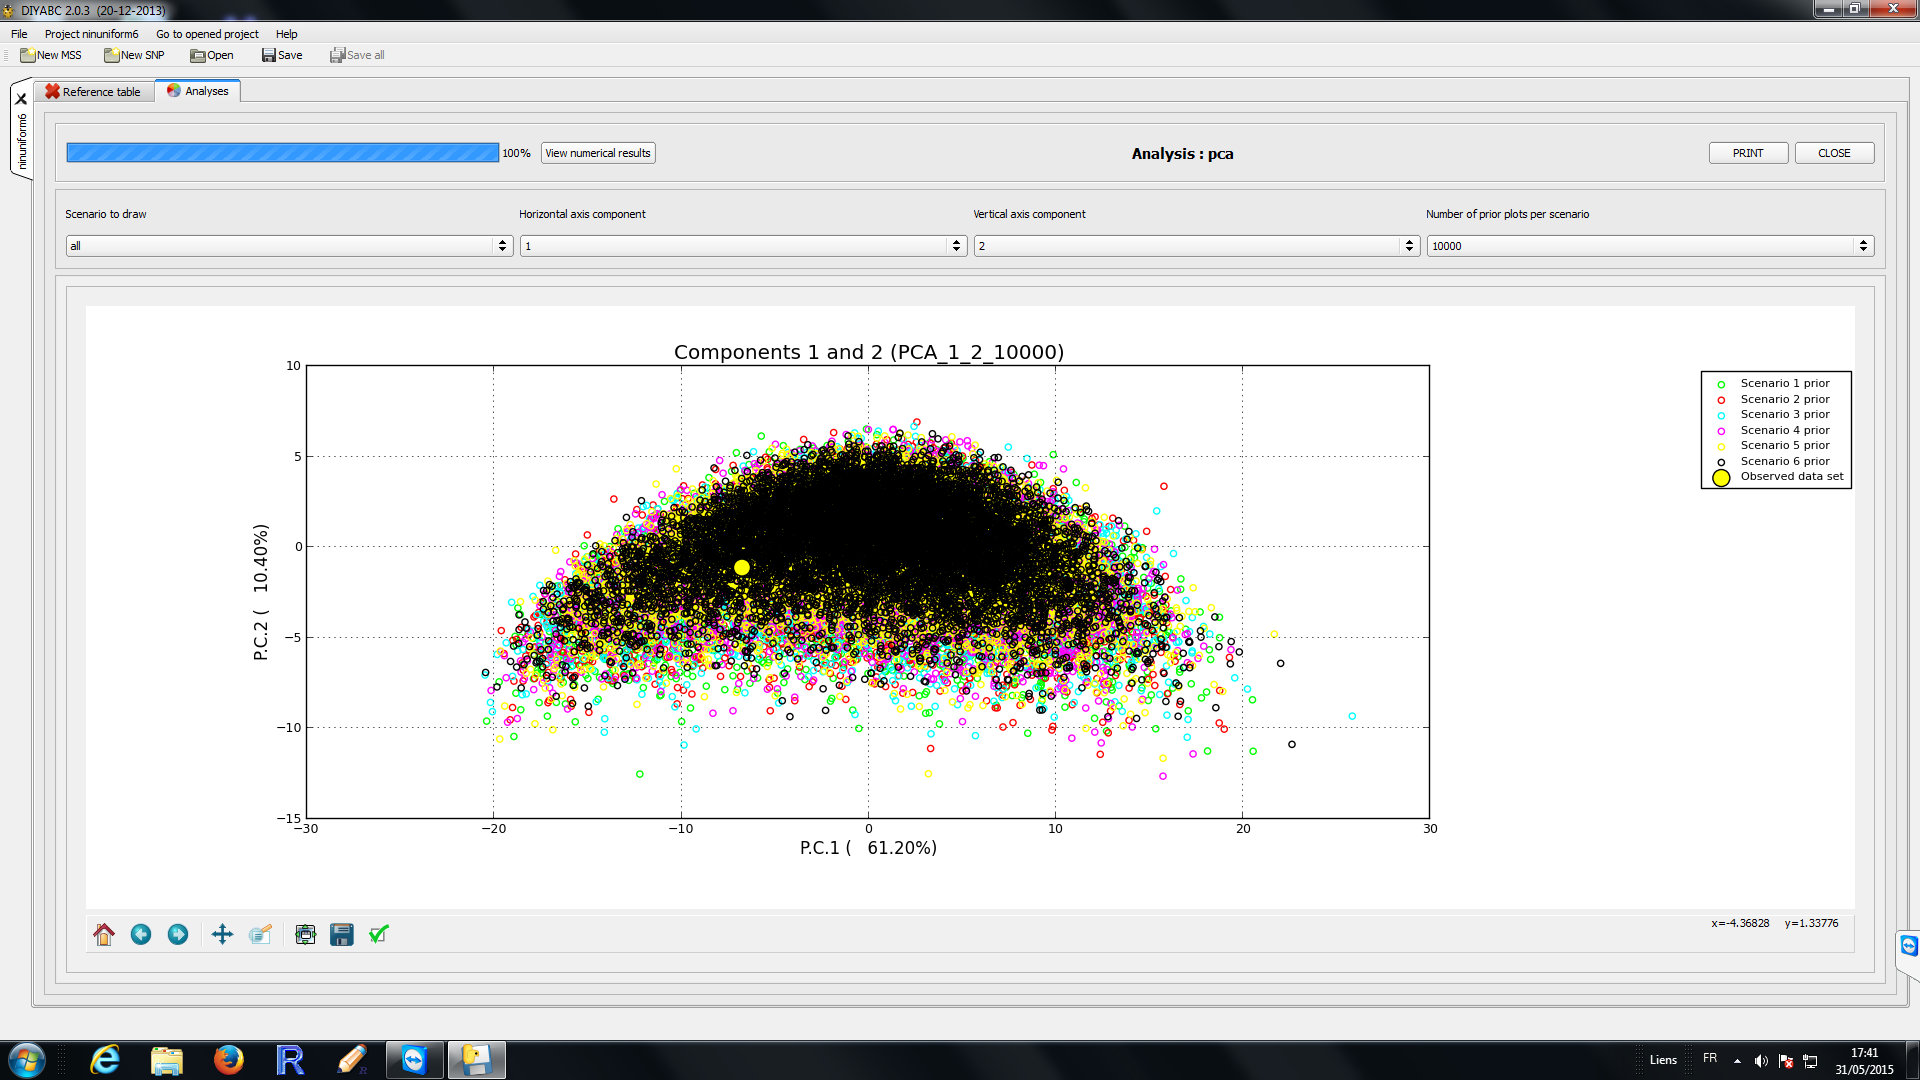 DIYABC 2.0.3 (20-12-2013)
File Project ninuniform6 Go to opened project Help
New MSS New SNP Open Save Save all
Reference table Analyses
ninuniform6
100% View numerical results Analysis : pca PRINT CLOSE
Scenario to draw Horizontal axis component Vertical axis component Number of prior plots per scenario
all 1 2 10000
Components 1 and 2 (PCA_1_2_10000)
10
5
0
−5
−10
−15
P.C.2 ( 10.40%)
−30 −20 −10 0 10 20 30
P.C.1 ( 61.20%)
Scenario 1 prior
Scenario 2 prior
Scenario 3 prior
Scenario 4 prior
Scenario 5 prior
Scenario 6 prior
Observed data set
x=-4.36828 y=1.33776
Liens FR 17:41
31/05/2015